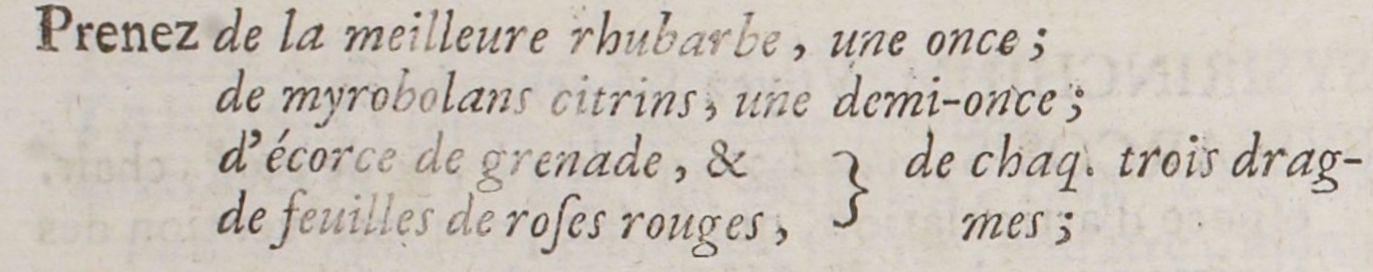 Prenez de la meilleure rhubarbe, une once;
de myrobolans citrins, une demi-once;
d'écorce de grenade, & } de chaq. trois drag-
de feuilles de roſes rouges, mes;